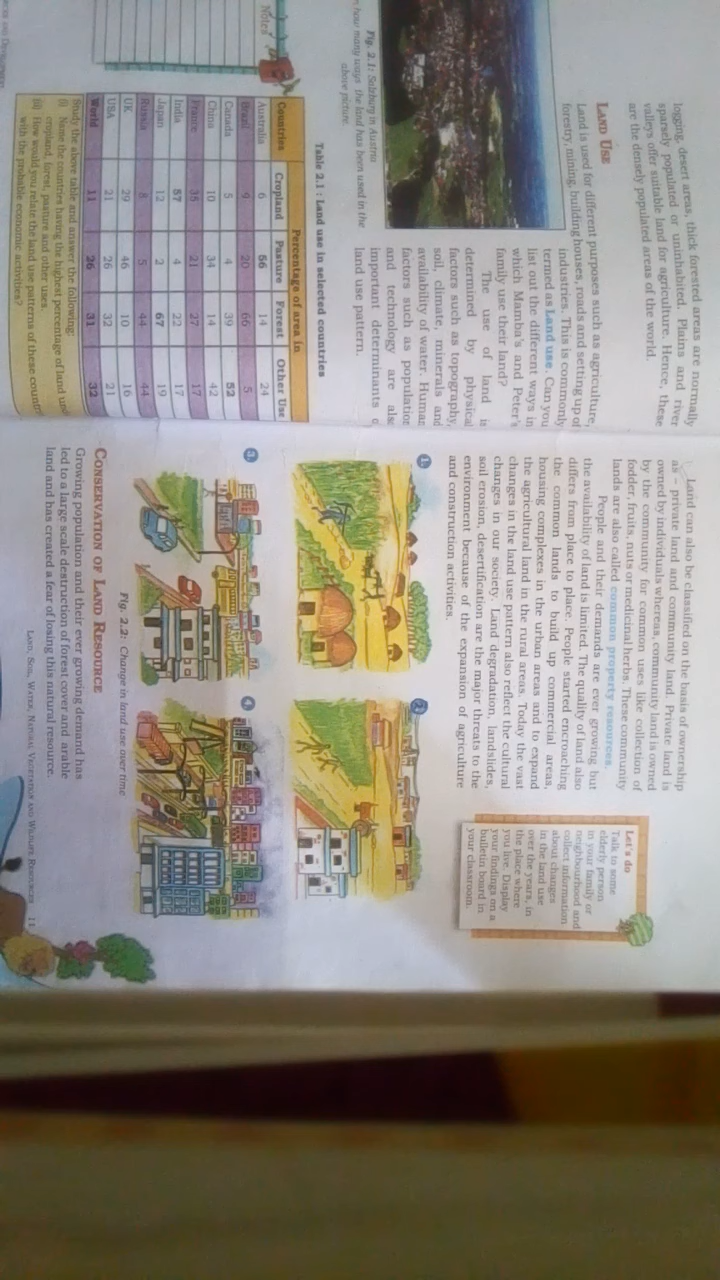 logging, desert areas, thick forested areas are normally
sparsely populated or uninhabited. Plains and river
valleys offer suitable land for agriculture. Hence, these
are the densely populated areas of the world.
LAND USE
Land is used for different purposes such as agriculture,
forestry, mining, building houses, roads and setting up of
industries. This is commonly
termed as Land use. Can you
list out the different ways in
which Mamba's and Peter's
family use their land?
The use of land is
determined by physical
factors such as topography,
soil, climate, minerals and
availability of water. Human
factors such as population
and technology are also
important determinants o
land use pattern.
Fig. 2.1: Salzburg in Austria
how many ways the land has been used in the
above picture.
Notes
Table 2.1 : Land use in selected countries
Countries Percentage of area in
Cropland Pasture Forest Other Use
Australia 6 56 14 24
Brazil 9 20 66 5
Canada 5 4 39 52
China 10 34 14 42
France 35 21 27 17
India 57 4 22 17
Japan 12 2 67 19
Russia 8 5 44 44
UK 29 46 10 16
USA 21 26 32 21
World 11 26 31 32
Study the above table and answer the following:
(i) Name the countries having the highest percentage of land und
cropland, forest, pasture and other uses.
(ii) How would you relate the land use patterns of these countr
with the probable economic activities?
Land can also be classified on the basis of ownership
as – private land and community land. Private land is
owned by individuals whereas, community land is owned
by the community for common uses like collection of
fodder, fruits, nuts or medicinal herbs. These community
lands are also called common property resources.
People and their demands are ever growing but
the availability of land is limited. The quality of land also
differs from place to place. People started encroaching
the common lands to build up commercial areas,
housing complexes in the urban areas and to expand
the agricultural land in the rural areas. Today the vast
changes in the land use pattern also reflect the cultural
changes in our society. Land degradation, landslides,
soil erosion, desertification are the major threats to the
environment because of the expansion of agriculture
and construction activities.
Let's do
Talk to some
elderly person
in your family or
neighbourhood and
collect information
about changes
in the land use
over the years, in
the place where
you live. Display
your findings on a
bulletin board in
your classroom.
1.
2.
3.
4.
Fig. 2.2: Change in land use over time
CONSERVATION OF LAND RESOURCE
Growing population and their ever growing demand has
led to a large scale destruction of forest cover and arable
land and has created a fear of losing this natural resource.
LAND, SOIL, WATER, NATURAL VEGETATION AND WILDLIFE RESOURCES 11